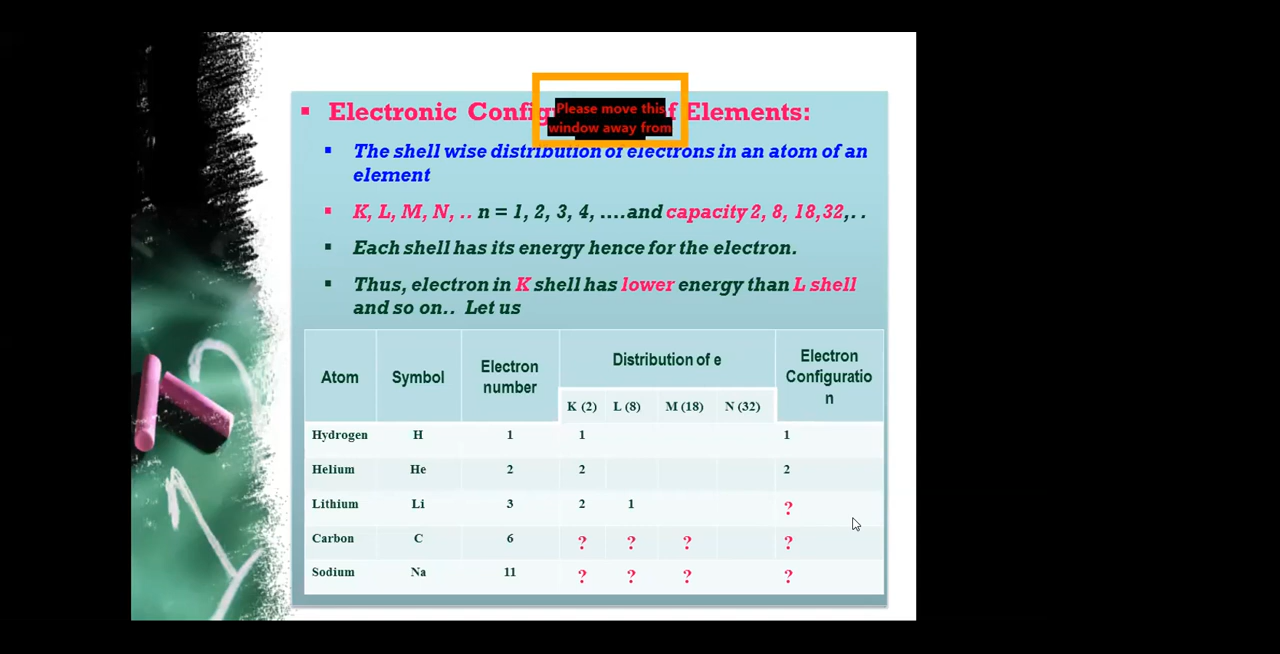 Electronic Config f Elements:
Please move this
window away from
The shell wise distribution of electrons in an atom of an
element
K, L, M, N, .. n = 1, 2, 3, 4, ....and capacity 2, 8, 18,32,. .
Each shell has its energy hence for the electron.
Thus, electron in K shell has lower energy than L shell
and so on.. Let us
Atom Symbol Electron number Distribution of e Electron Configuratio n
K (2) L (8) M (18) N (32)
Hydrogen H 1 1 1
Helium He 2 2 2
Lithium Li 3 2 1 ?
Carbon C 6 ? ? ? ?
Sodium Na 11 ? ? ? ?